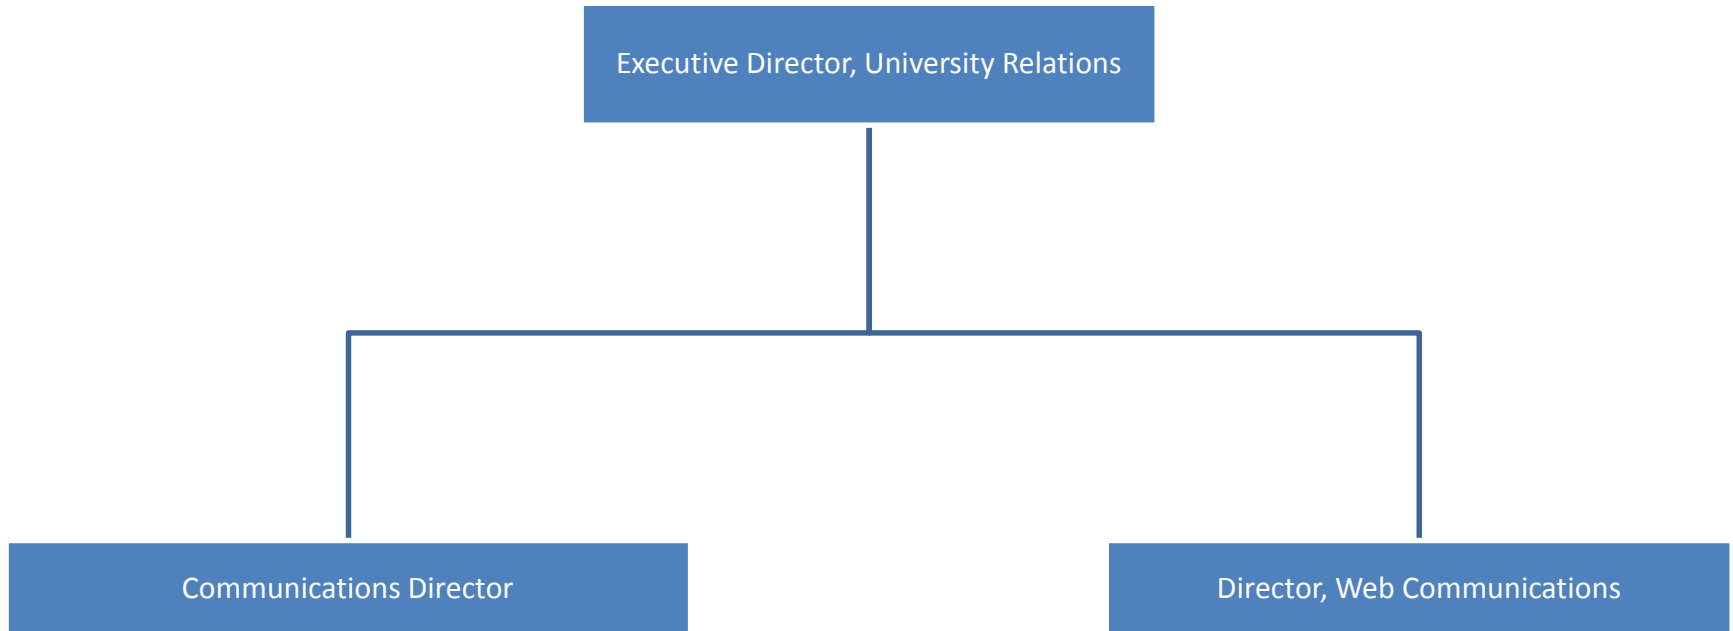 Executive Director, University Relations
Communications Director
Director, Web Communications